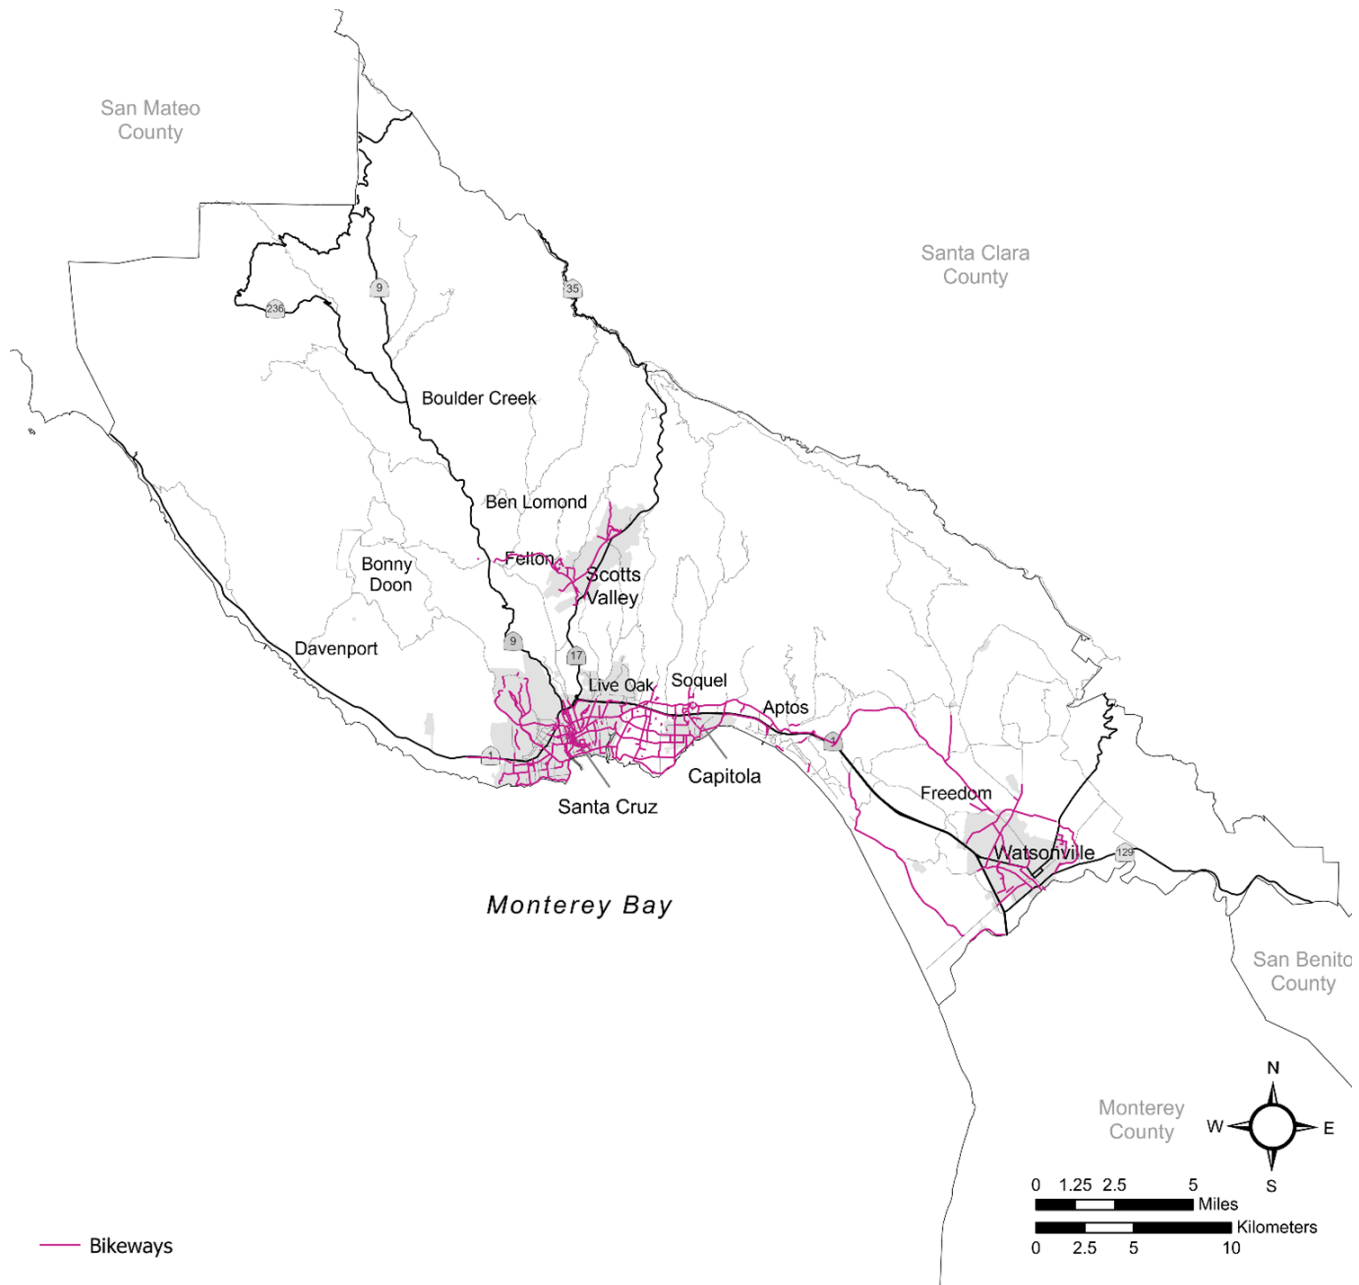 San Mateo
County
Santa Clara
County
9
35
236
Boulder Creek
Ben Lomond
Felton
Bonny
Doon
Scotts
Valley
9
Davenport
17
Live Oak
Soquel
Aptos
1
1
Capitola
Santa Cruz
Freedom
Watsonville
129
Monterey Bay
San Benito
County
Monterey
County
N
W
E
S
0 1.25 2.5 5
Miles
Kilometers
0 2.5 5 10
Bikeways